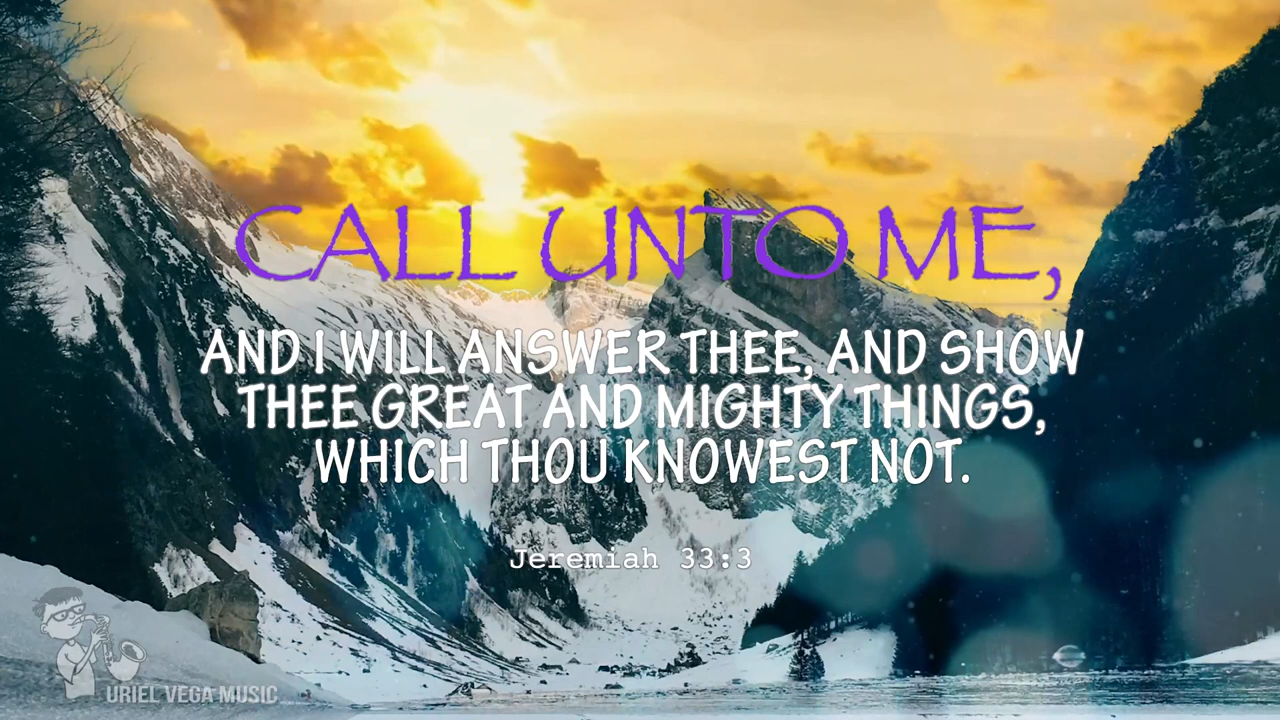 CALL UNTO ME,
AND I WILL ANSWER THEE, AND SHOW
THEE GREAT AND MIGHTY THINGS,
WHICH THOU KNOWEST NOT.
Jeremiah 33:3
URIEL VEGA MUSIC